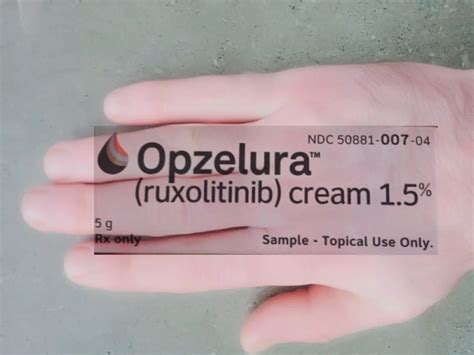 NDC 50881-007-04
Opzelura™
(ruxolitinib) cream 1.5%
5 g
Rx only
Sample - Topical Use Only.